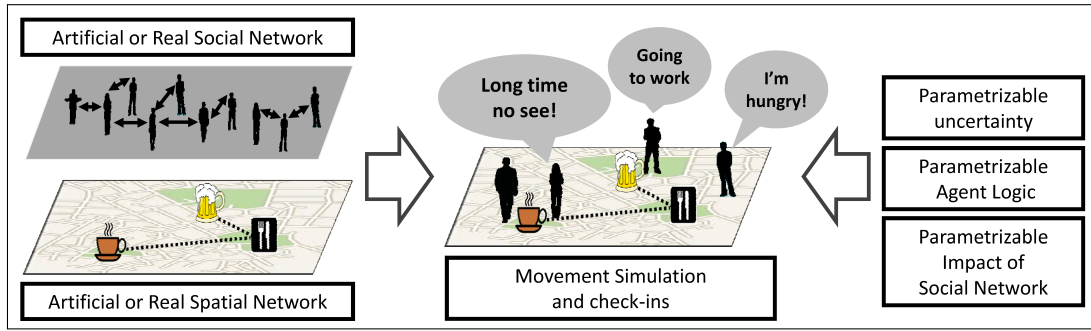 Artificial or Real Social Network
Artificial or Real Spatial Network
Long time
no see!
Going
to work
I'm
hungry!
Movement Simulation
and check-ins
Parametrizable
uncertainty
Parametrizable
Agent Logic
Parametrizable
Impact of
Social Network